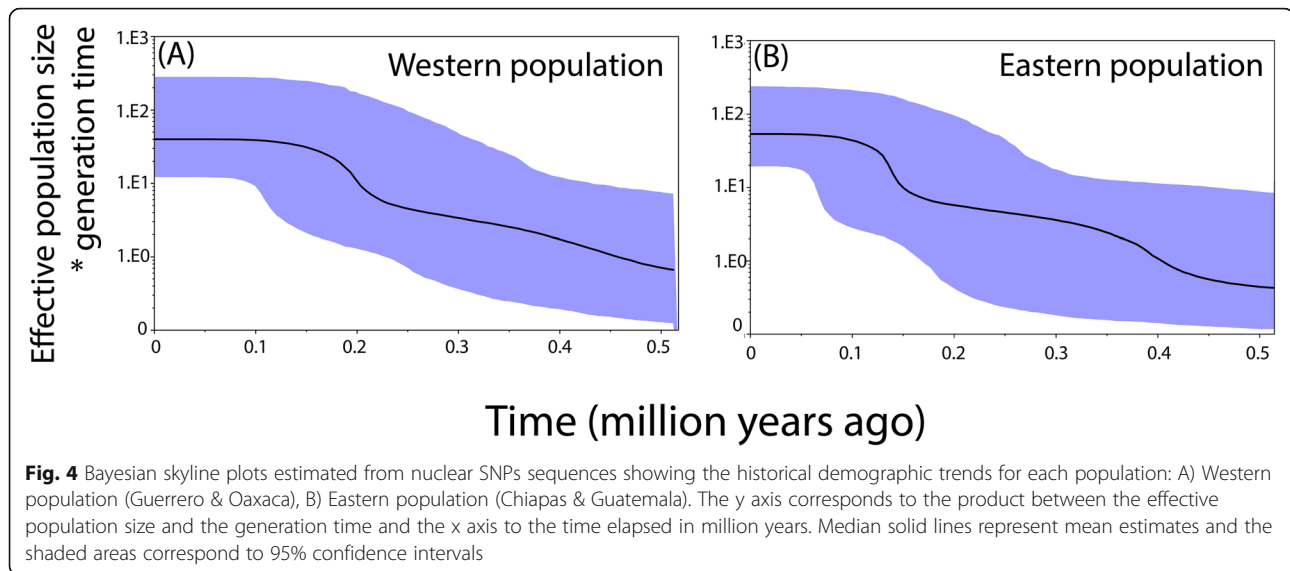 Effective population size
* generation time
(A)
Western population
1.E3
1.E2
1.E1
1.E0
0
0 0.1 0.2 0.3 0.4 0.5
(B)
Eastern population
1.E3
1.E2
1.E1
1.E0
0
0 0.1 0.2 0.3 0.4 0.5
Time (million years ago)
Fig. 4 Bayesian skyline plots estimated from nuclear SNPs sequences showing the historical demographic trends for each population: A) Western
population (Guerrero & Oaxaca), B) Eastern population (Chiapas & Guatemala). The y axis corresponds to the product between the effective
population size and the generation time and the x axis to the time elapsed in million years. Median solid lines represent mean estimates and the
shaded areas correspond to 95% confidence intervals